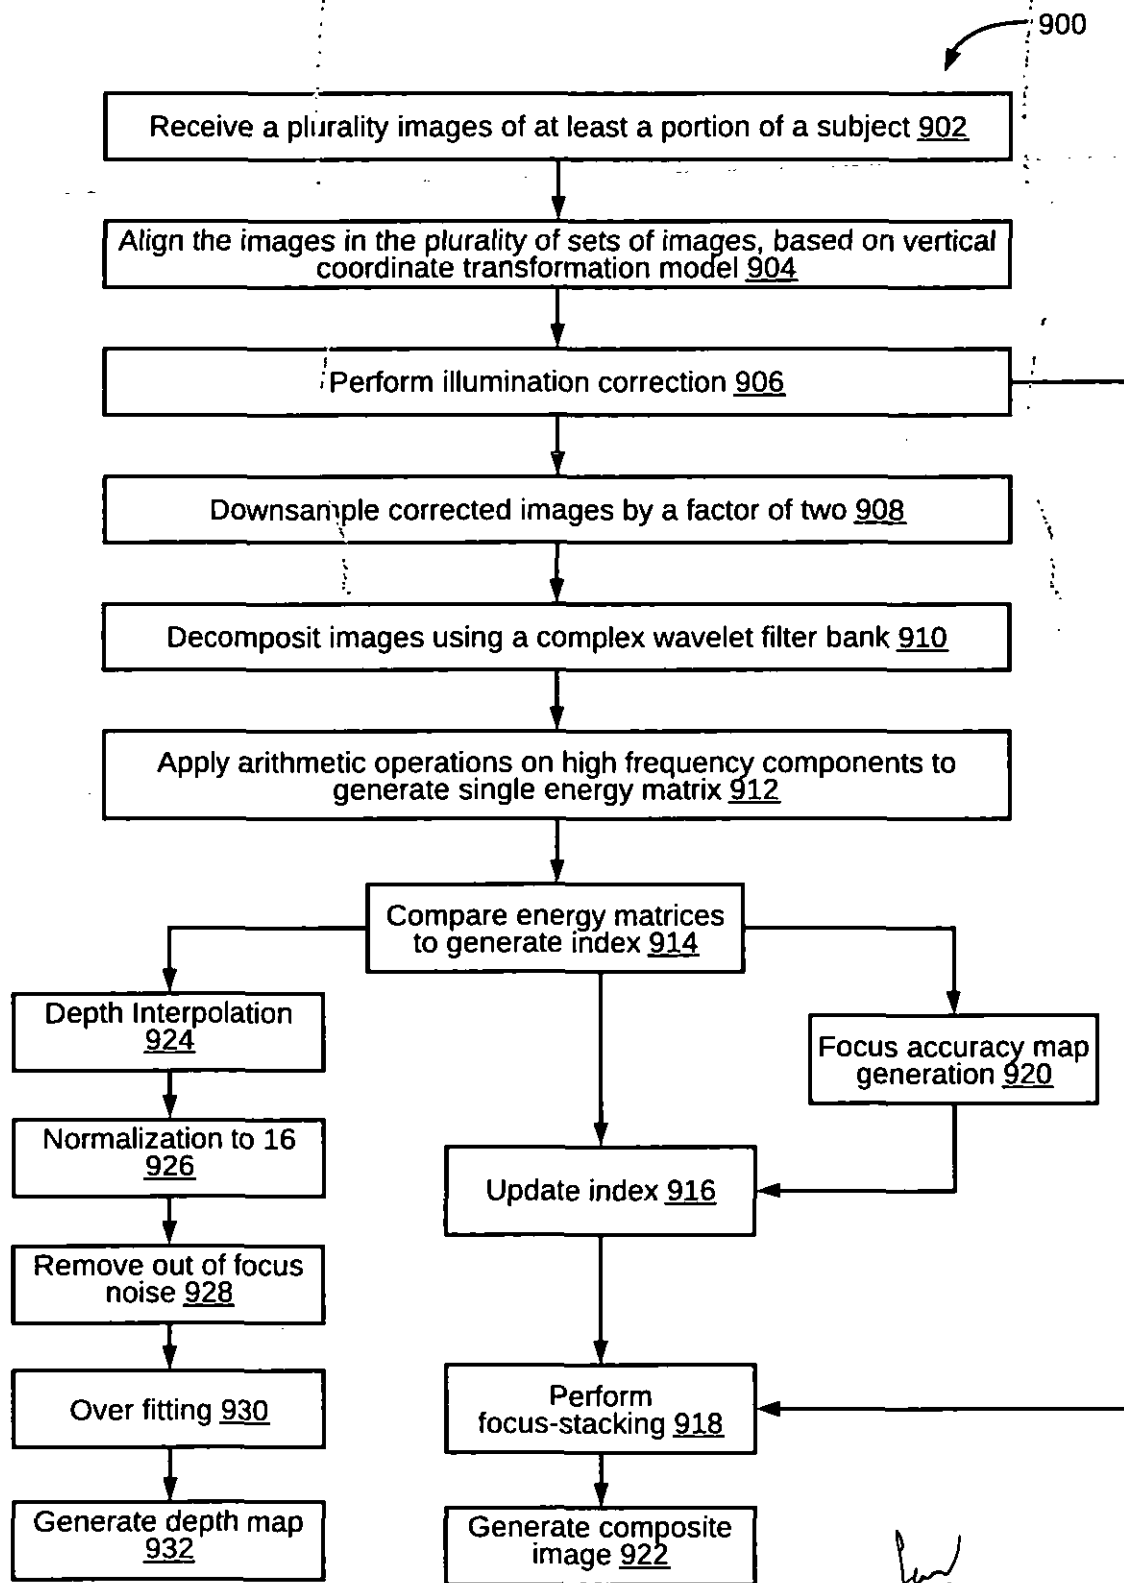 900
Receive a plurality images of at least a portion of a subject 902
Align the images in the plurality of sets of images, based on vertical
coordinate transformation model 904
Perform illumination correction 906
Downsample corrected images by a factor of two 908
Decomposit images using a complex wavelet filter bank 910
Apply arithmetic operations on high frequency components to
generate single energy matrix 912
Compare energy matrices
to generate index 914
Depth Interpolation
924
Focus accuracy map
generation 920
Normalization to 16
926
Update index 916
Remove out of focus
noise 928
Perform
focus-stacking 918
Over fitting 930
Generate depth map
932
Generate composite
image 922